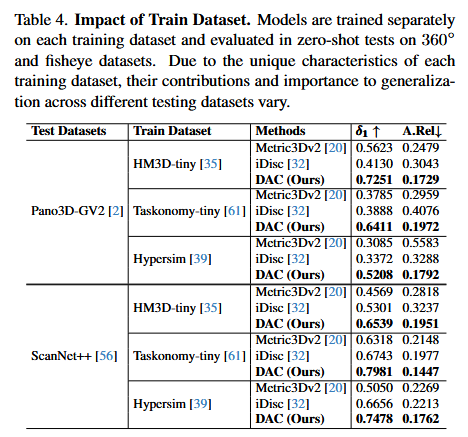 Table 4. Impact of Train Dataset. Models are trained separately
on each training dataset and evaluated in zero-shot tests on 360°
and fisheye datasets. Due to the unique characteristics of each
training dataset, their contributions and importance to generaliza-
tion across different testing datasets vary.
Test Datasets Train Dataset Methods δ₁ ↑ A.Rel↓
Metric3Dv2 [20] 0.5623 0.2479
HM3D-tiny [35] iDisc [32] 0.4130 0.3043
DAC (Ours) 0.7251 0.1729
Metric3Dv2 [20] 0.3785 0.2959
Pano3D-GV2 [2] Taskonomy-tiny [61] iDisc [32] 0.3888 0.4076
DAC (Ours) 0.6411 0.1972
Metric3Dv2 [20] 0.3085 0.5583
Hypersim [39] iDisc [32] 0.3372 0.3288
DAC (Ours) 0.5208 0.1792
Metric3Dv2 [20] 0.4569 0.2818
HM3D-tiny [35] iDisc [32] 0.5301 0.3237
DAC (Ours) 0.6539 0.1951
Metric3Dv2 [20] 0.6318 0.2148
ScanNet++ [56] Taskonomy-tiny [61] iDisc [32] 0.6743 0.1977
DAC (Ours) 0.7981 0.1447
Metric3Dv2 [20] 0.5050 0.2269
Hypersim [39] iDisc [32] 0.6656 0.2213
DAC (Ours) 0.7478 0.1762